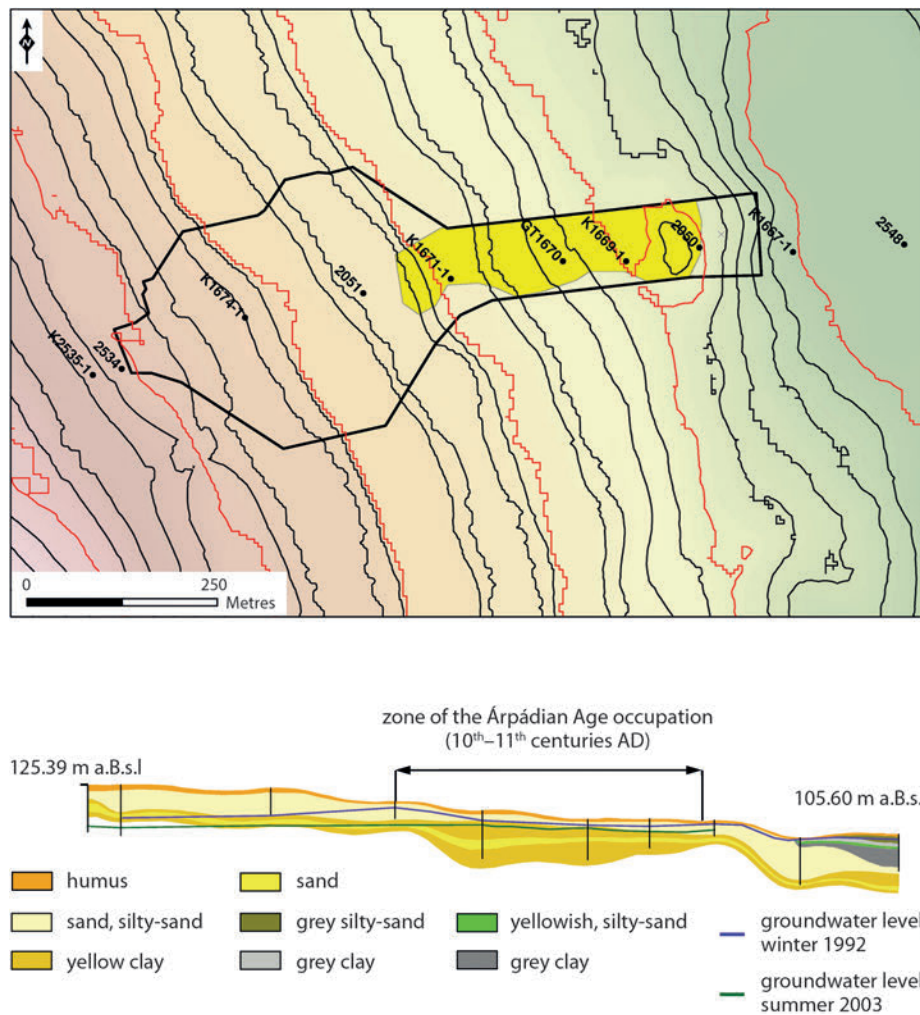 N
K2535-1
2534
K1674-1
2051
K1671-1
GT1670
K1669-1
2050
K1667-1
2548
0 250
Metres
zone of the Árpádian Age occupation
(10th–11th centuries AD)
125.39 m a.B.s.l
105.60 m a.B.s.
humus
sand
sand, silty-sand
grey silty-sand
yellowish, silty-sand
groundwater level
winter 1992
yellow clay
grey clay
grey clay
groundwater level
summer 2003